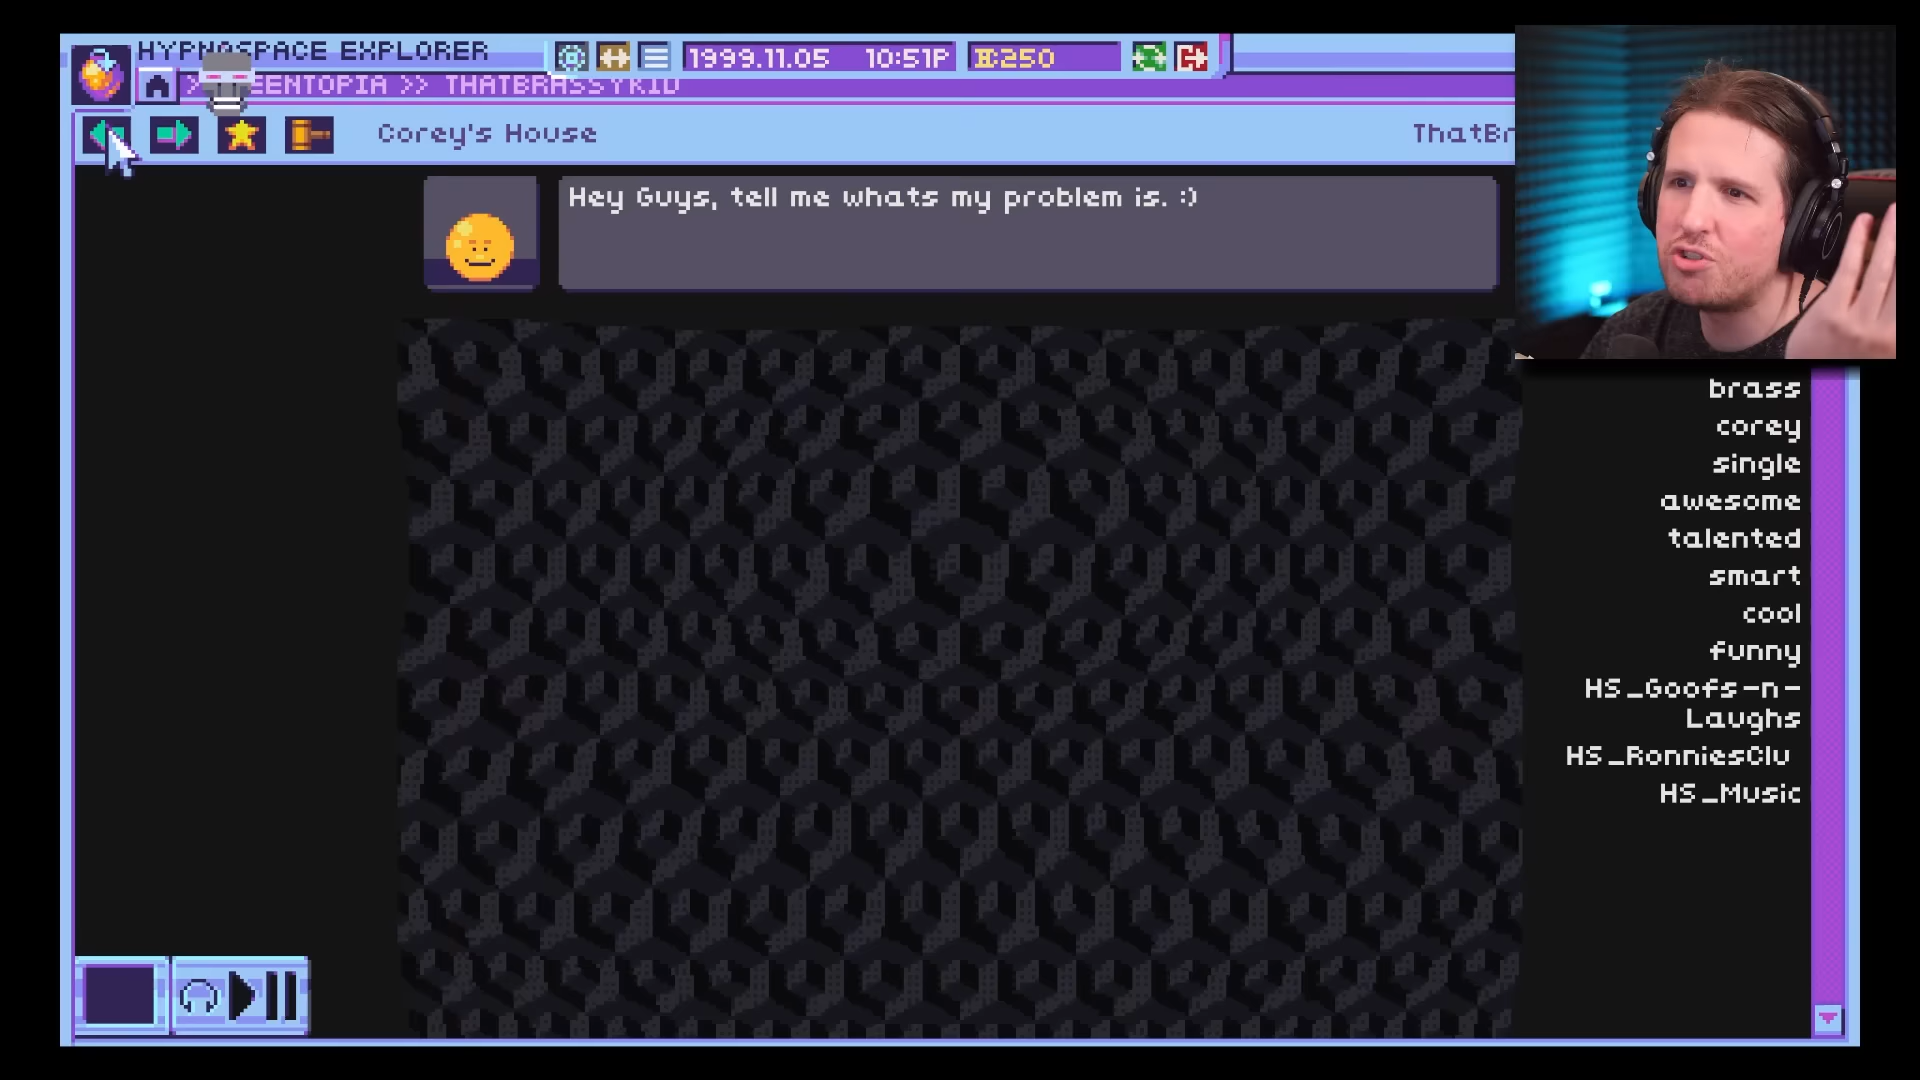 HYPNOSPACE EXPLORER
1999.11.05 10:51P
250
>> THATBRASSYKID
Corey's House
Hey Guys, tell me whats my problem is. :)
brass
corey
single
awesome
talented
smart
cool
funny
HS_Goofs-n-
Laughs
HS_RonniesClu
HS_Music